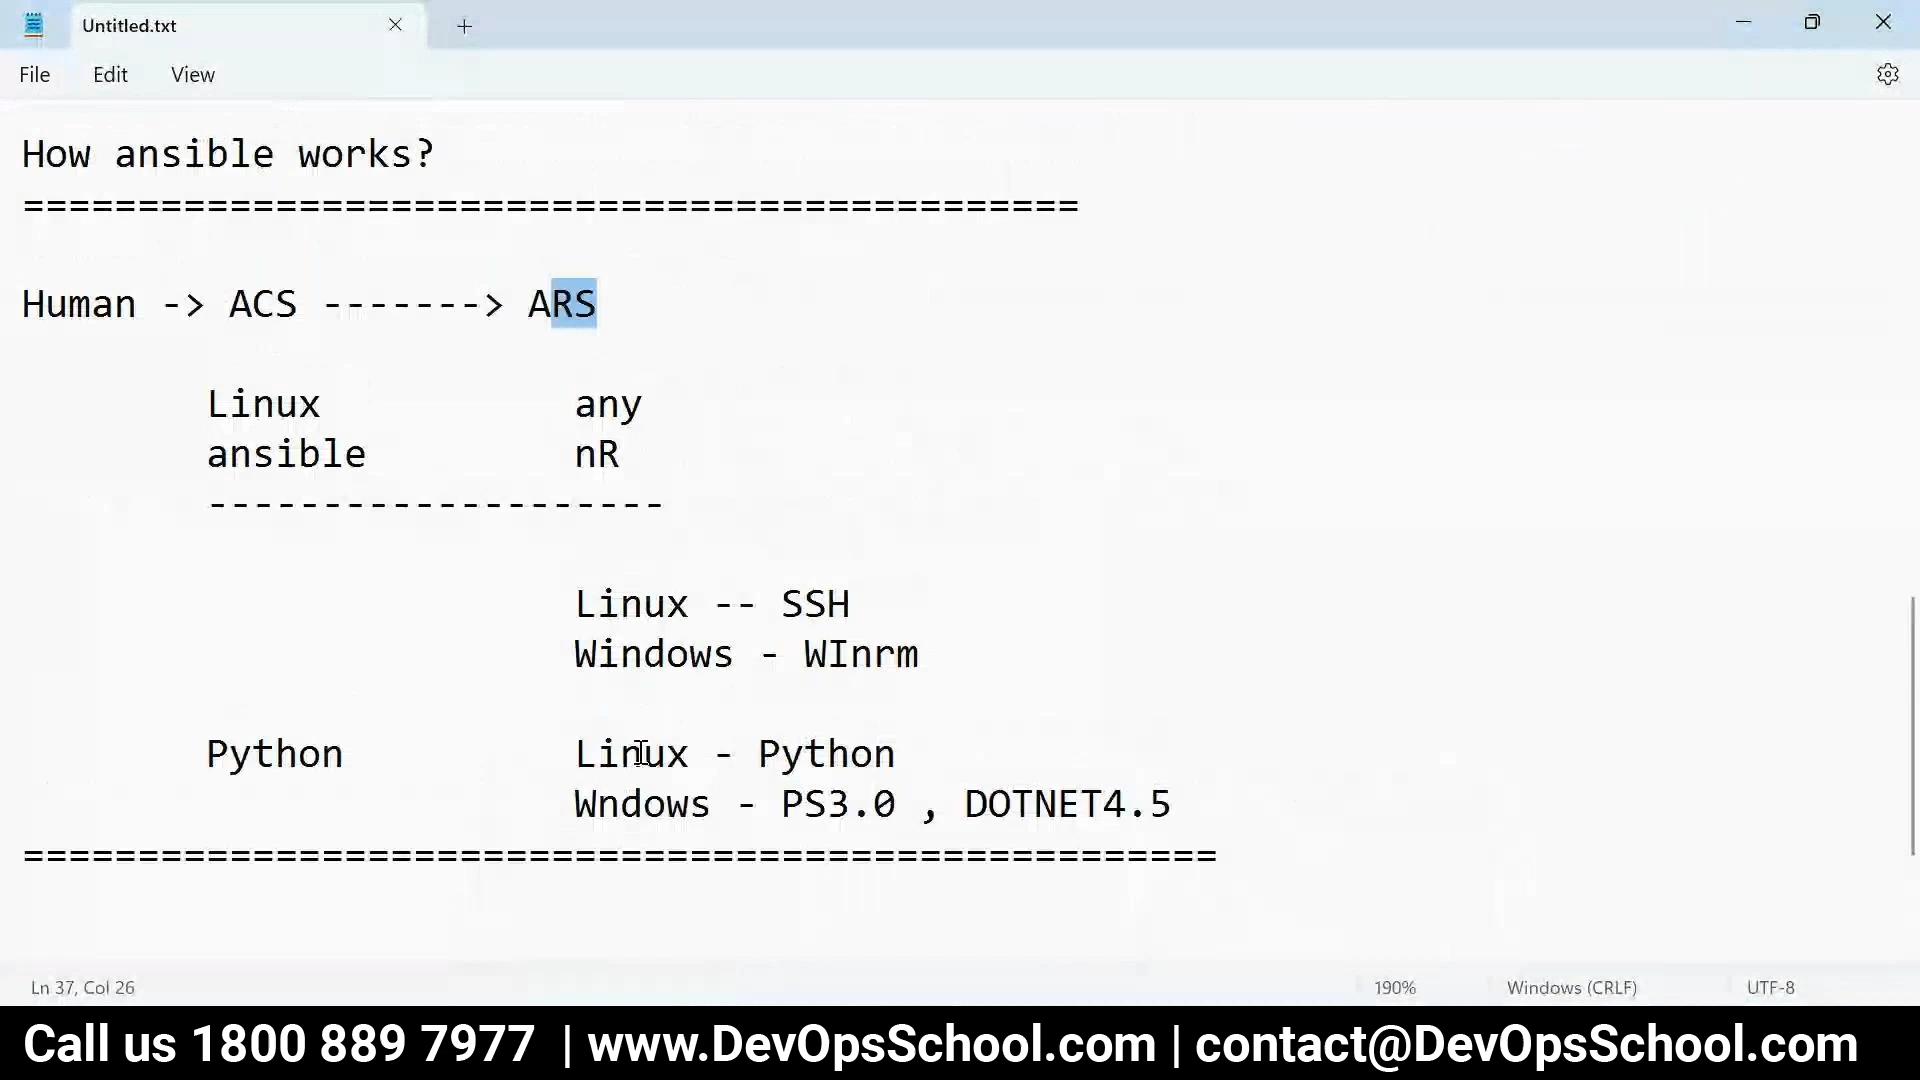 Untitled.txt
File Edit View
How ansible works?
==============================================
Human -> ACS -------> ARS
Linux any
ansible nR
--------------------
Linux -- SSH
Windows - WInrm
Python Linux - Python
Wndows - PS3.0 , DOTNET4.5
====================================================
Ln 37, Col 26 190% Windows (CRLF) UTF-8
Call us 1800 889 7977 | www.DevOpsSchool.com | contact@DevOpsSchool.com